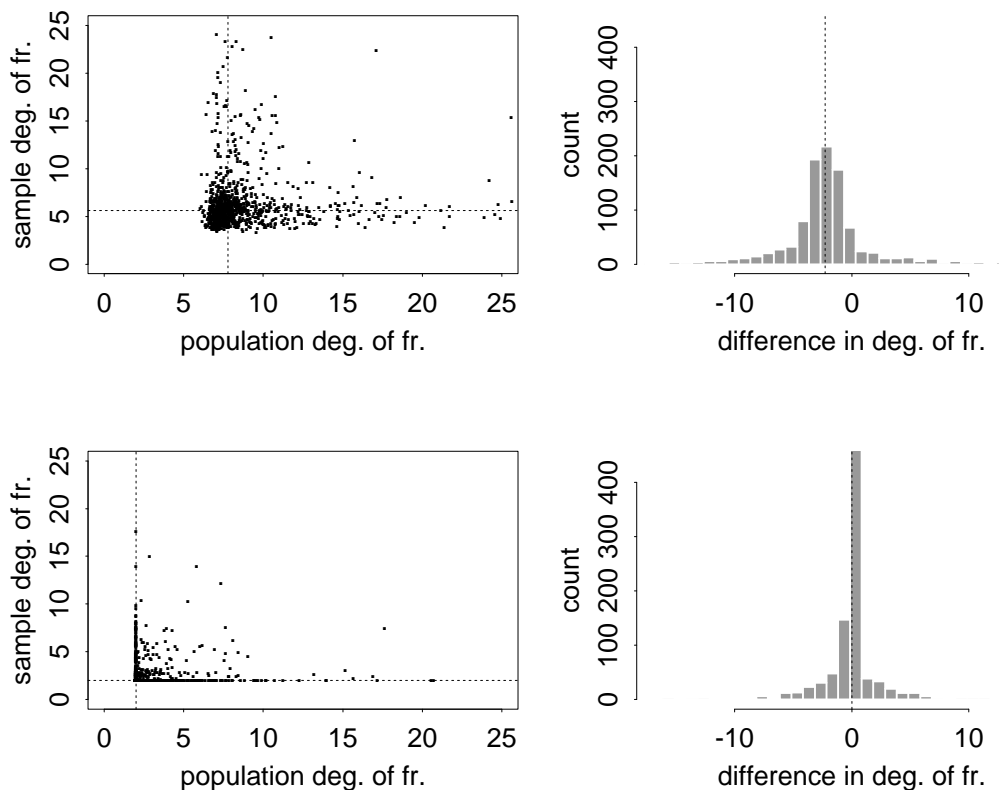 sample deg. of fr.
0 5 10 15 20 25
0 5 10 15 20 25
population deg. of fr.
count
0 100 200 300 400
-10 0 10
difference in deg. of fr.
sample deg. of fr.
0 5 10 15 20 25
0 5 10 15 20 25
population deg. of fr.
count
0 100 200 300 400
-10 0 10
difference in deg. of fr.